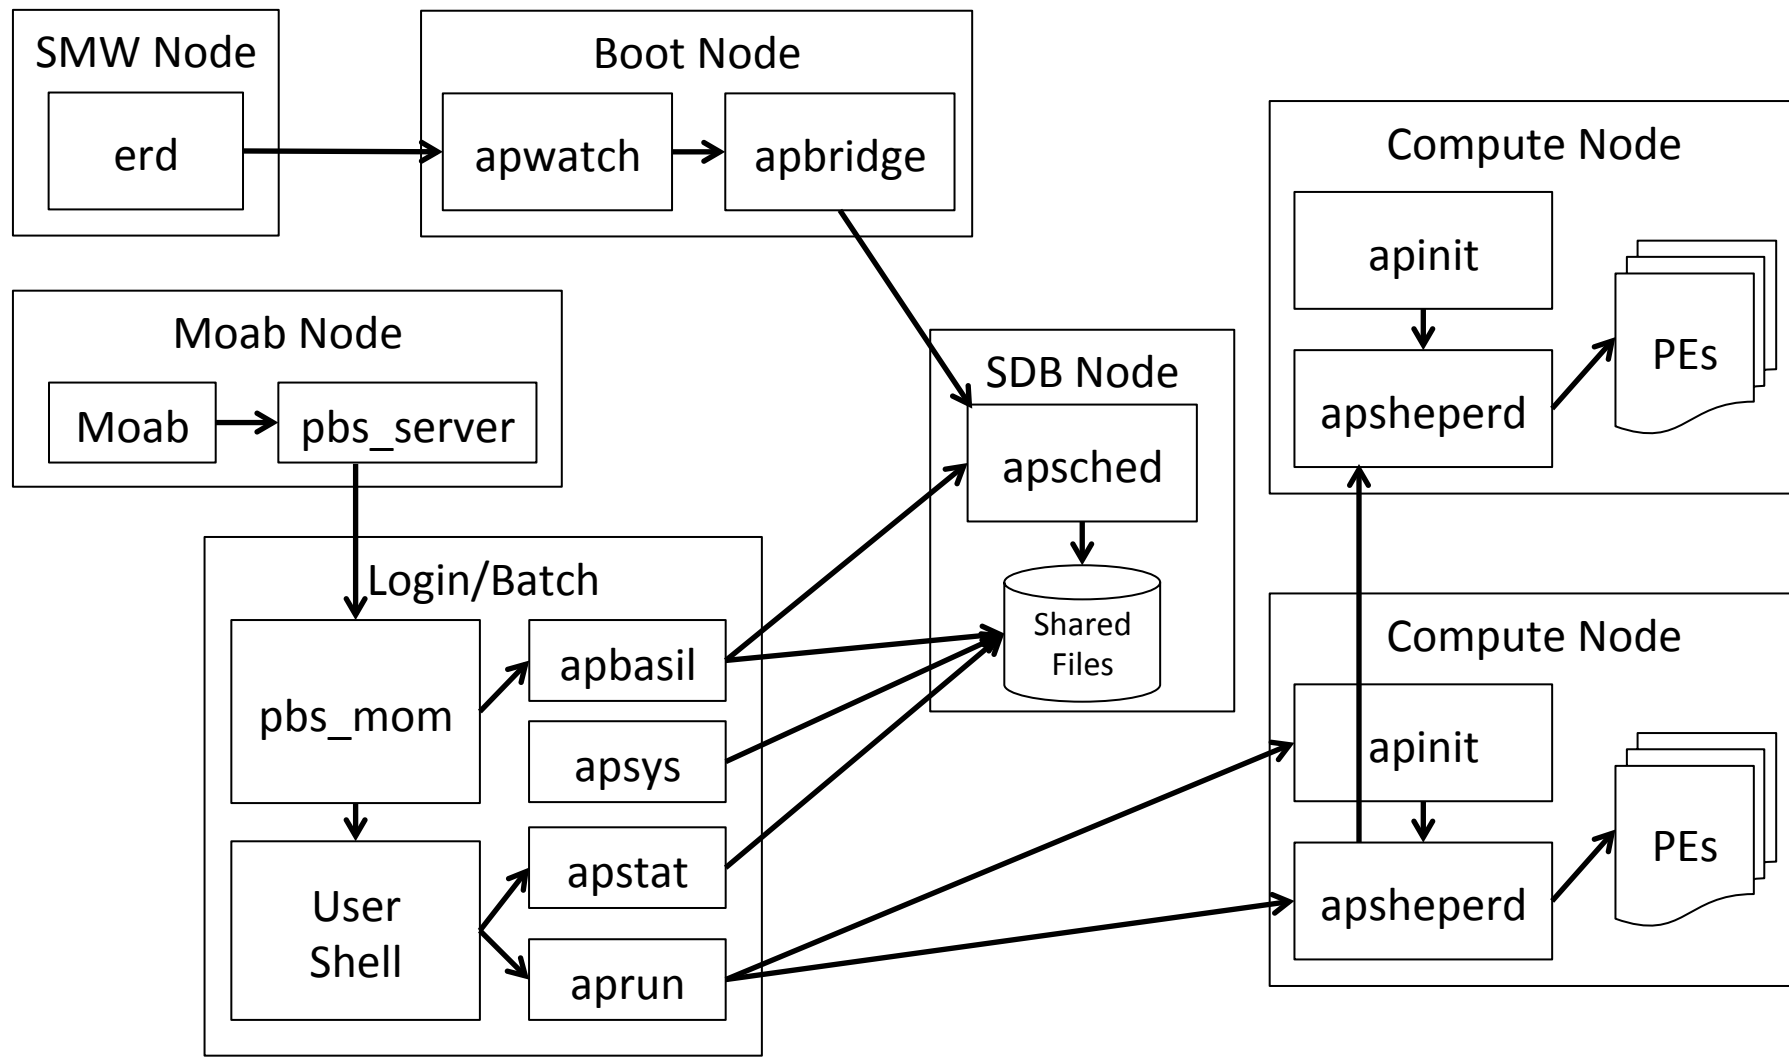 SMW Node
erd
Boot Node
apwatch
apbridge
Moab Node
Moab
pbs_server
Login/Batch
pbs_mom
apbasil
apsys
User
Shell
apstat
aprun
SDB Node
apsched
Shared
Files
Compute Node
apinit
apsheperd
PEs
Compute Node
apinit
apsheperd
PEs